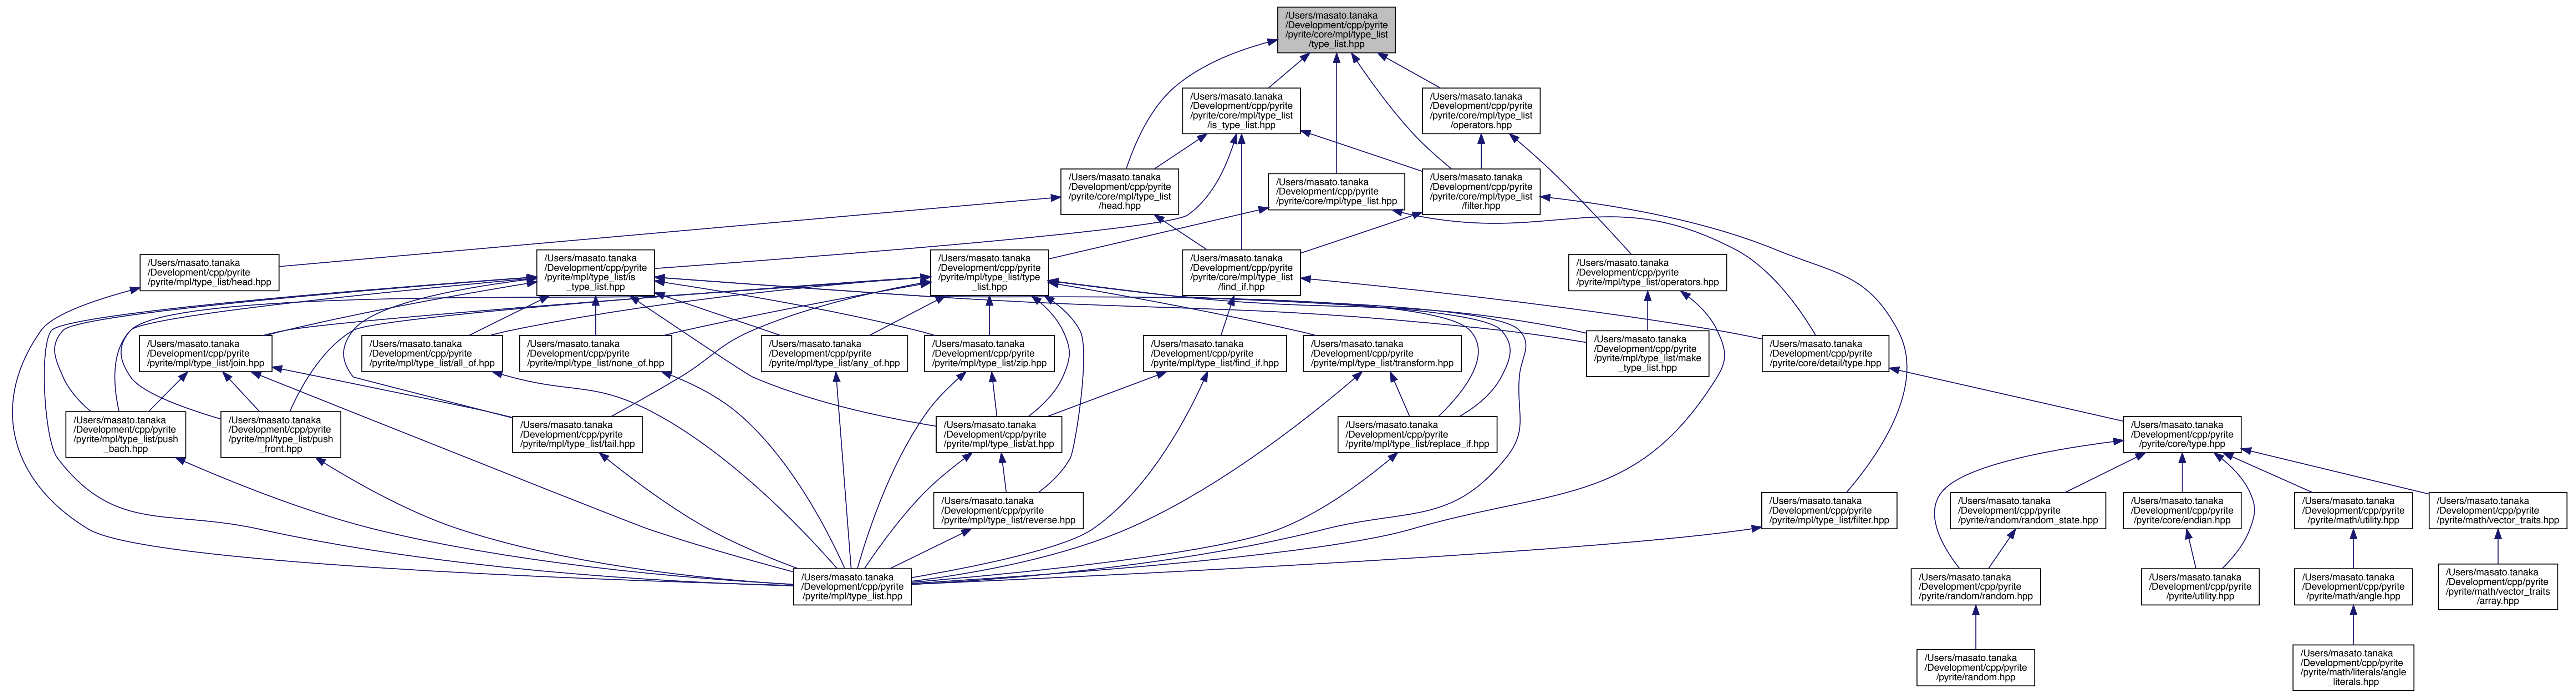 /Users/masato.tanaka
/Development/cpp/pyrite
/pyrite/core/mpl/type_list
/type_list.hpp
/Users/masato.tanaka
/Development/cpp/pyrite
/pyrite/core/mpl/type_list
/is_type_list.hpp
/Users/masato.tanaka
/Development/cpp/pyrite
/pyrite/core/mpl/type_list
/operators.hpp
/Users/masato.tanaka
/Development/cpp/pyrite
/pyrite/core/mpl/type_list
/head.hpp
/Users/masato.tanaka
/Development/cpp/pyrite
/pyrite/core/mpl/type_list.hpp
/Users/masato.tanaka
/Development/cpp/pyrite
/pyrite/core/mpl/type_list
/filter.hpp
/Users/masato.tanaka
/Development/cpp/pyrite
/pyrite/mpl/type_list/head.hpp
/Users/masato.tanaka
/Development/cpp/pyrite
/pyrite/mpl/type_list/is
_type_list.hpp
/Users/masato.tanaka
/Development/cpp/pyrite
/pyrite/mpl/type_list/type
_list.hpp
/Users/masato.tanaka
/Development/cpp/pyrite
/pyrite/core/mpl/type_list
/find_if.hpp
/Users/masato.tanaka
/Development/cpp/pyrite
/pyrite/mpl/type_list/operators.hpp
/Users/masato.tanaka
/Development/cpp/pyrite
/pyrite/mpl/type_list/join.hpp
/Users/masato.tanaka
/Development/cpp/pyrite
/pyrite/mpl/type_list/all_of.hpp
/Users/masato.tanaka
/Development/cpp/pyrite
/pyrite/mpl/type_list/none_of.hpp
/Users/masato.tanaka
/Development/cpp/pyrite
/pyrite/mpl/type_list/any_of.hpp
/Users/masato.tanaka
/Development/cpp/pyrite
/pyrite/mpl/type_list/zip.hpp
/Users/masato.tanaka
/Development/cpp/pyrite
/pyrite/mpl/type_list/find_if.hpp
/Users/masato.tanaka
/Development/cpp/pyrite
/pyrite/mpl/type_list/transform.hpp
/Users/masato.tanaka
/Development/cpp/pyrite
/pyrite/mpl/type_list/make
_type_list.hpp
/Users/masato.tanaka
/Development/cpp/pyrite
/pyrite/core/detail/type.hpp
/Users/masato.tanaka
/Development/cpp/pyrite
/pyrite/mpl/type_list/push
_bach.hpp
/Users/masato.tanaka
/Development/cpp/pyrite
/pyrite/mpl/type_list/push
_front.hpp
/Users/masato.tanaka
/Development/cpp/pyrite
/pyrite/mpl/type_list/tail.hpp
/Users/masato.tanaka
/Development/cpp/pyrite
/pyrite/mpl/type_list/at.hpp
/Users/masato.tanaka
/Development/cpp/pyrite
/pyrite/mpl/type_list/replace_if.hpp
/Users/masato.tanaka
/Development/cpp/pyrite
/pyrite/core/type.hpp
/Users/masato.tanaka
/Development/cpp/pyrite
/pyrite/mpl/type_list/reverse.hpp
/Users/masato.tanaka
/Development/cpp/pyrite
/pyrite/mpl/type_list/filter.hpp
/Users/masato.tanaka
/Development/cpp/pyrite
/pyrite/random/random_state.hpp
/Users/masato.tanaka
/Development/cpp/pyrite
/pyrite/core/endian.hpp
/Users/masato.tanaka
/Development/cpp/pyrite
/pyrite/math/utility.hpp
/Users/masato.tanaka
/Development/cpp/pyrite
/pyrite/math/vector_traits.hpp
/Users/masato.tanaka
/Development/cpp/pyrite
/pyrite/mpl/type_list.hpp
/Users/masato.tanaka
/Development/cpp/pyrite
/pyrite/random/random.hpp
/Users/masato.tanaka
/Development/cpp/pyrite
/pyrite/utility.hpp
/Users/masato.tanaka
/Development/cpp/pyrite
/pyrite/math/angle.hpp
/Users/masato.tanaka
/Development/cpp/pyrite
/pyrite/math/vector_traits
/array.hpp
/Users/masato.tanaka
/Development/cpp/pyrite
/pyrite/random.hpp
/Users/masato.tanaka
/Development/cpp/pyrite
/pyrite/math/literals/angle
_literals.hpp